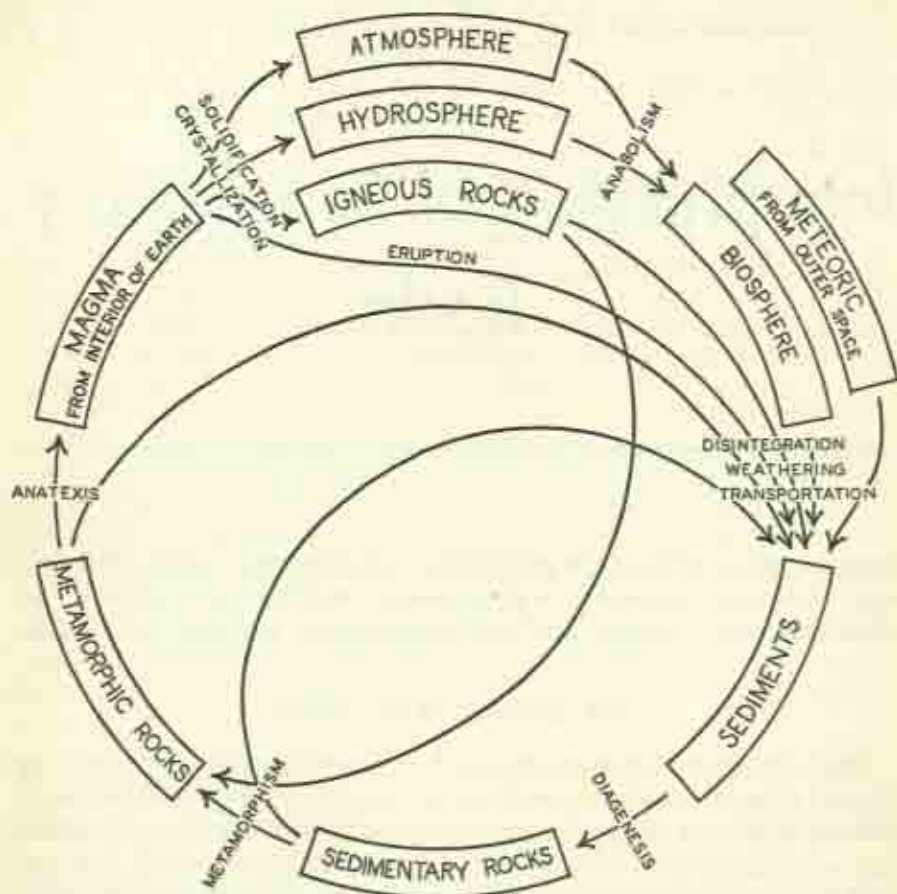 ATMOSPHERE
HYDROSPHERE
IGNEOUS ROCKS
SOLIDIFICATION
CRYSTALLIZATION
ANABOLISM
METEORIC
FROM OUTER SPACE
BIOSPHERE
ERUPTION
MAGMA
FROM INTERIOR OF EARTH
DISINTEGRATION
WEATHERING
TRANSPORTATION
ANATEXIS
METAMORPHIC ROCKS
SEDIMENTS
METAMORPHISM
DIAGENESIS
SEDIMENTARY ROCKS